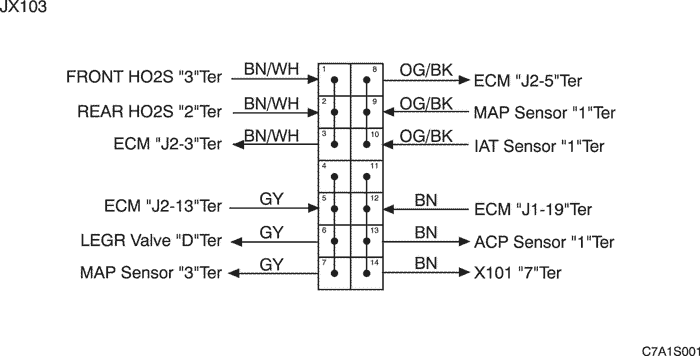 JX103
FRONT HO2S "3"Ter BN/WH 1 8 OG/BK ECM "J2-5"Ter
REAR HO2S "2"Ter BN/WH 2 9 OG/BK MAP Sensor "1"Ter
ECM "J2-3"Ter BN/WH 3 10 OG/BK IAT Sensor "1"Ter
4 11
ECM "J2-13"Ter GY 5 12 BN ECM "J1-19"Ter
LEGR Valve "D"Ter GY 6 13 BN ACP Sensor "1"Ter
MAP Sensor "3"Ter GY 7 14 BN X101 "7"Ter
C7A1S001